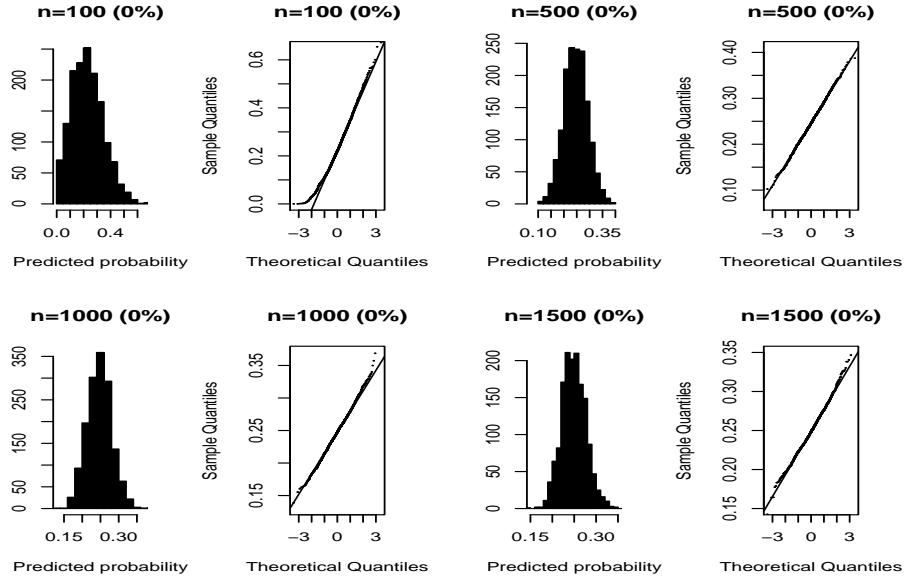 n=100 (0%)
n=100 (0%)
n=500 (0%)
n=500 (0%)
0 50 100 200
Sample Quantiles
0.0 0.2 0.4 0.6
0 50 100 150 200 250
Sample Quantiles
0.10 0.20 0.30 0.40
0.0 0.4
−3 0 3
0.10 0.35
−3 0 3
Predicted probability
Theoretical Quantiles
Predicted probability
Theoretical Quantiles
n=1000 (0%)
n=1000 (0%)
n=1500 (0%)
n=1500 (0%)
0 50 150 250 350
Sample Quantiles
0.15 0.25 0.35
0 50 100 150 200
Sample Quantiles
0.15 0.20 0.25 0.30 0.35
0.15 0.30
−3 0 3
0.15 0.30
−3 0 3
Predicted probability
Theoretical Quantiles
Predicted probability
Theoretical Quantiles